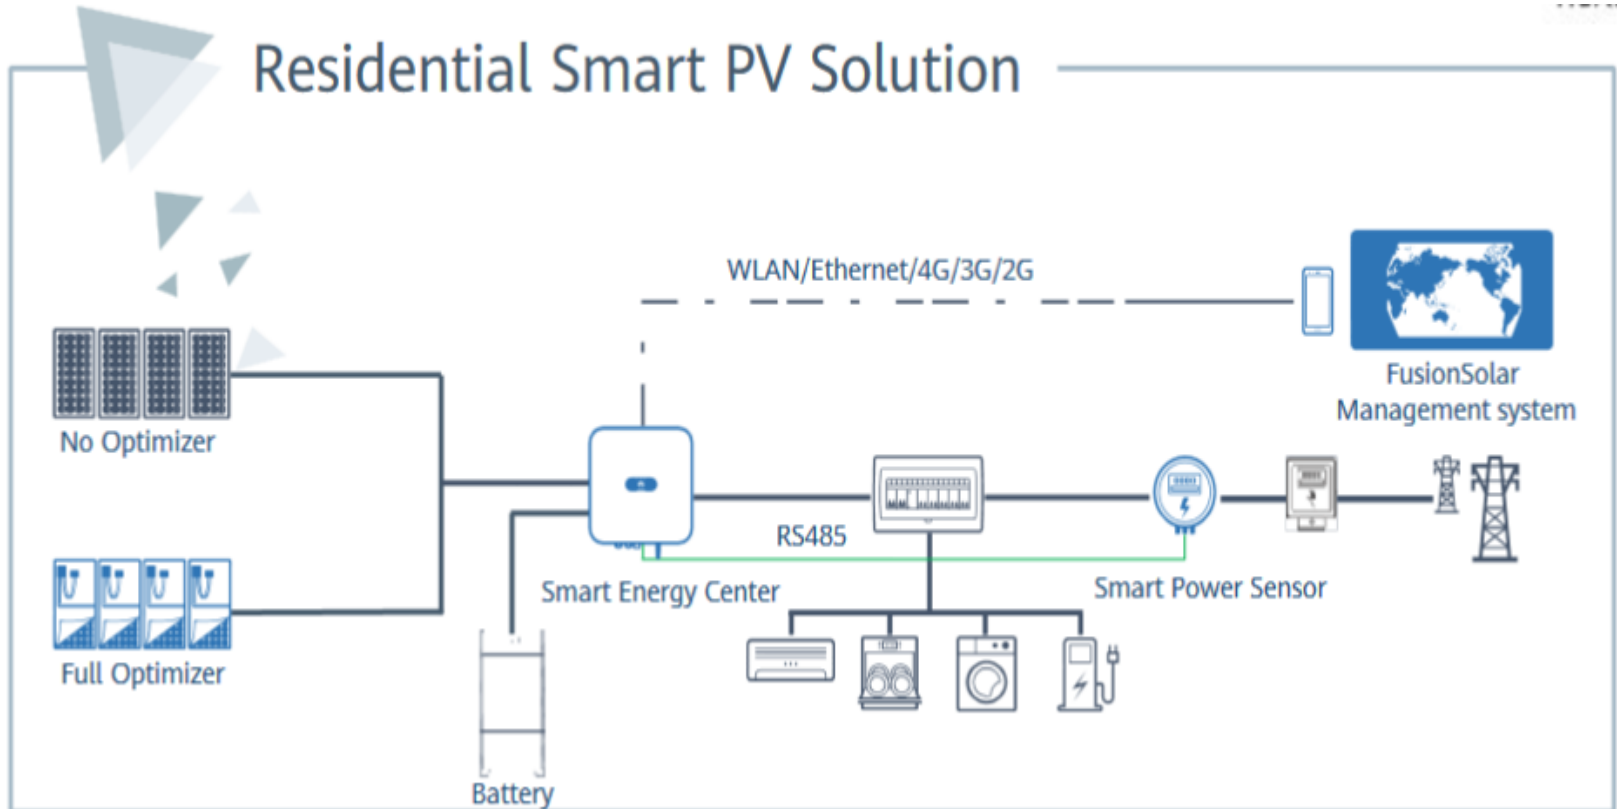 Residential Smart PV Solution
WLAN/Ethernet/4G/3G/2G
FusionSolar
Management system
No Optimizer
RS485
Smart Energy Center
Smart Power Sensor
Full Optimizer
Battery